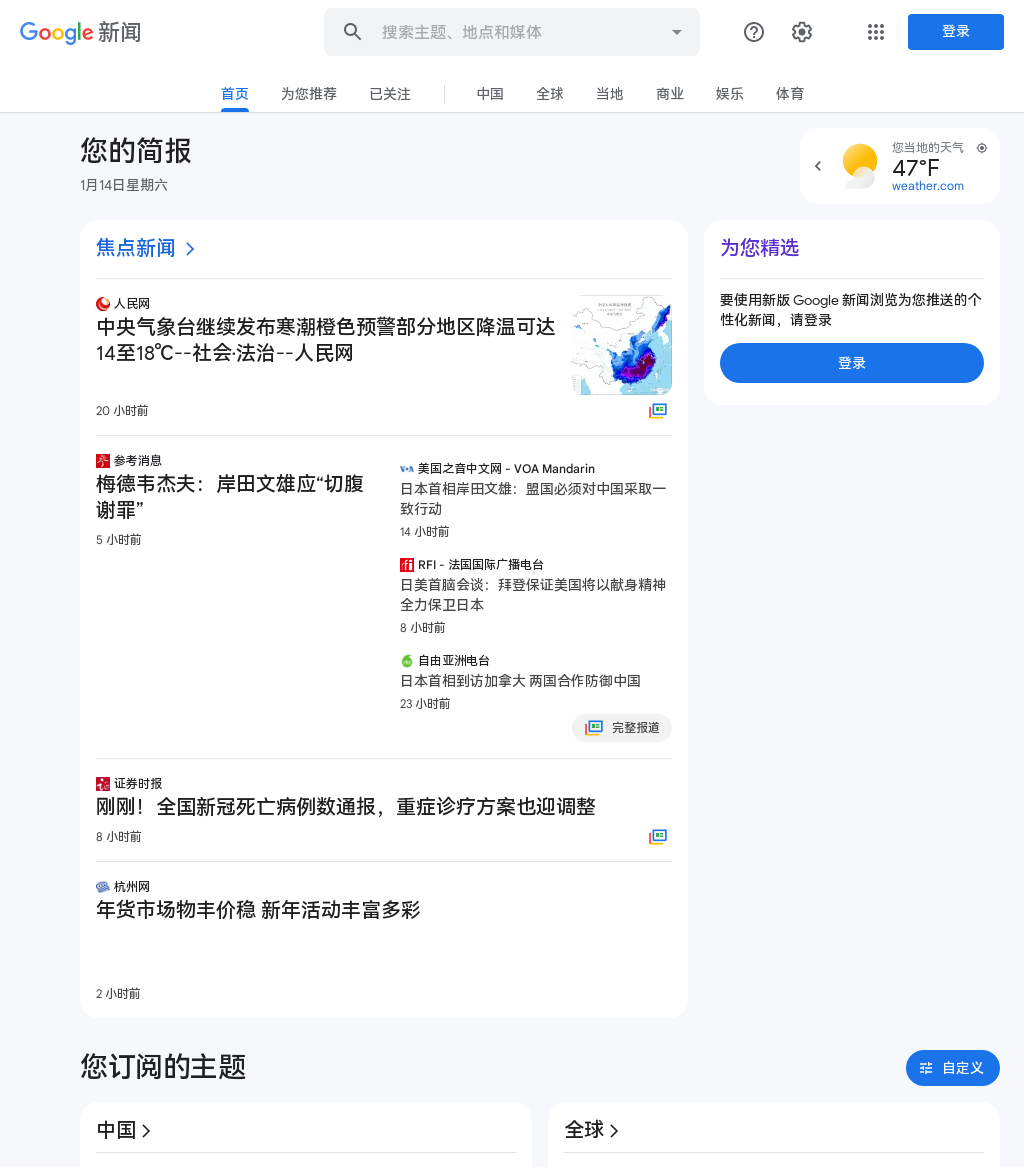 Google 新闻
搜索主题、地点和媒体
登录
首页
为您推荐
已关注
中国
全球
当地
商业
娱乐
体育
您的简报
1月14日星期六
您当地的天气
47°F
weather.com
焦点新闻
人民网
中央气象台继续发布寒潮橙色预警部分地区降温可达
14至18℃--社会·法治--人民网
20 小时前
参考消息
梅德韦杰夫：岸田文雄应“切腹
谢罪”
5 小时前
美国之音中文网 - VOA Mandarin
日本首相岸田文雄：盟国必须对中国采取一
致行动
14 小时前
RFI - 法国国际广播电台
日美首脑会谈：拜登保证美国将以献身精神
全力保卫日本
8 小时前
自由亚洲电台
日本首相到访加拿大 两国合作防御中国
23 小时前
完整报道
证券时报
刚刚！全国新冠死亡病例数通报，重症诊疗方案也迎调整
8 小时前
杭州网
年货市场物丰价稳 新年活动丰富多彩
2 小时前
为您精选
要使用新版 Google 新闻浏览为您推送的个
性化新闻，请登录
登录
您订阅的主题
自定义
中国
全球